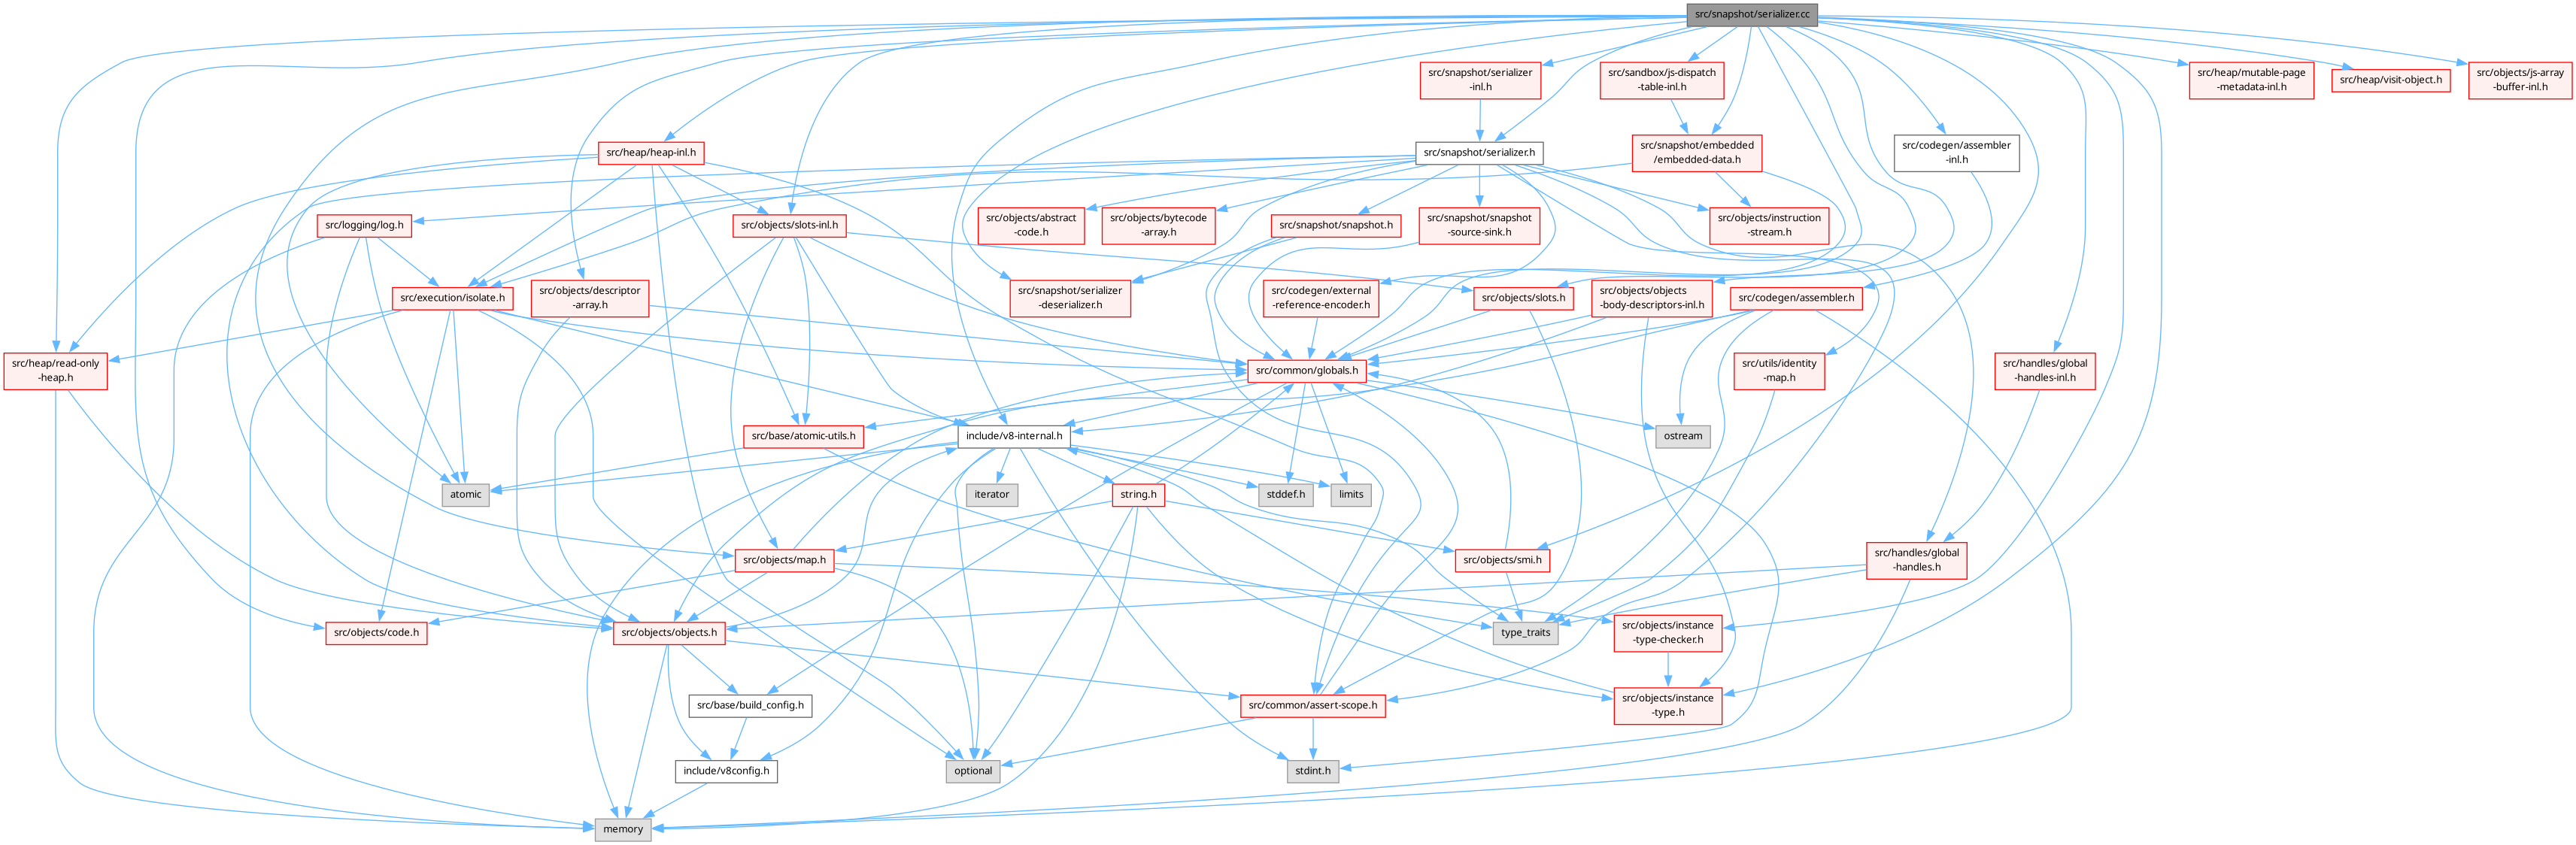 src/snapshot/serializer.cc
src/snapshot/serializer
-inl.h
src/sandbox/js-dispatch
-table-inl.h
src/heap/mutable-page
-metadata-inl.h
src/heap/visit-object.h
src/objects/js-array
-buffer-inl.h
src/heap/heap-inl.h
src/snapshot/serializer.h
src/snapshot/embedded
/embedded-data.h
src/codegen/assembler
-inl.h
src/logging/log.h
src/objects/slots-inl.h
src/objects/abstract
-code.h
src/objects/bytecode
-array.h
src/snapshot/snapshot.h
src/snapshot/snapshot
-source-sink.h
src/objects/instruction
-stream.h
src/execution/isolate.h
src/objects/descriptor
-array.h
src/snapshot/serializer
-deserializer.h
src/codegen/external
-reference-encoder.h
src/objects/slots.h
src/objects/objects
-body-descriptors-inl.h
src/codegen/assembler.h
src/heap/read-only
-heap.h
src/common/globals.h
src/utils/identity
-map.h
src/handles/global
-handles-inl.h
src/base/atomic-utils.h
include/v8-internal.h
ostream
atomic
iterator
string.h
stddef.h
limits
src/objects/map.h
src/objects/smi.h
src/handles/global
-handles.h
src/objects/code.h
src/objects/objects.h
type_traits
src/objects/instance
-type-checker.h
src/base/build_config.h
src/common/assert-scope.h
src/objects/instance
-type.h
include/v8config.h
optional
stdint.h
memory